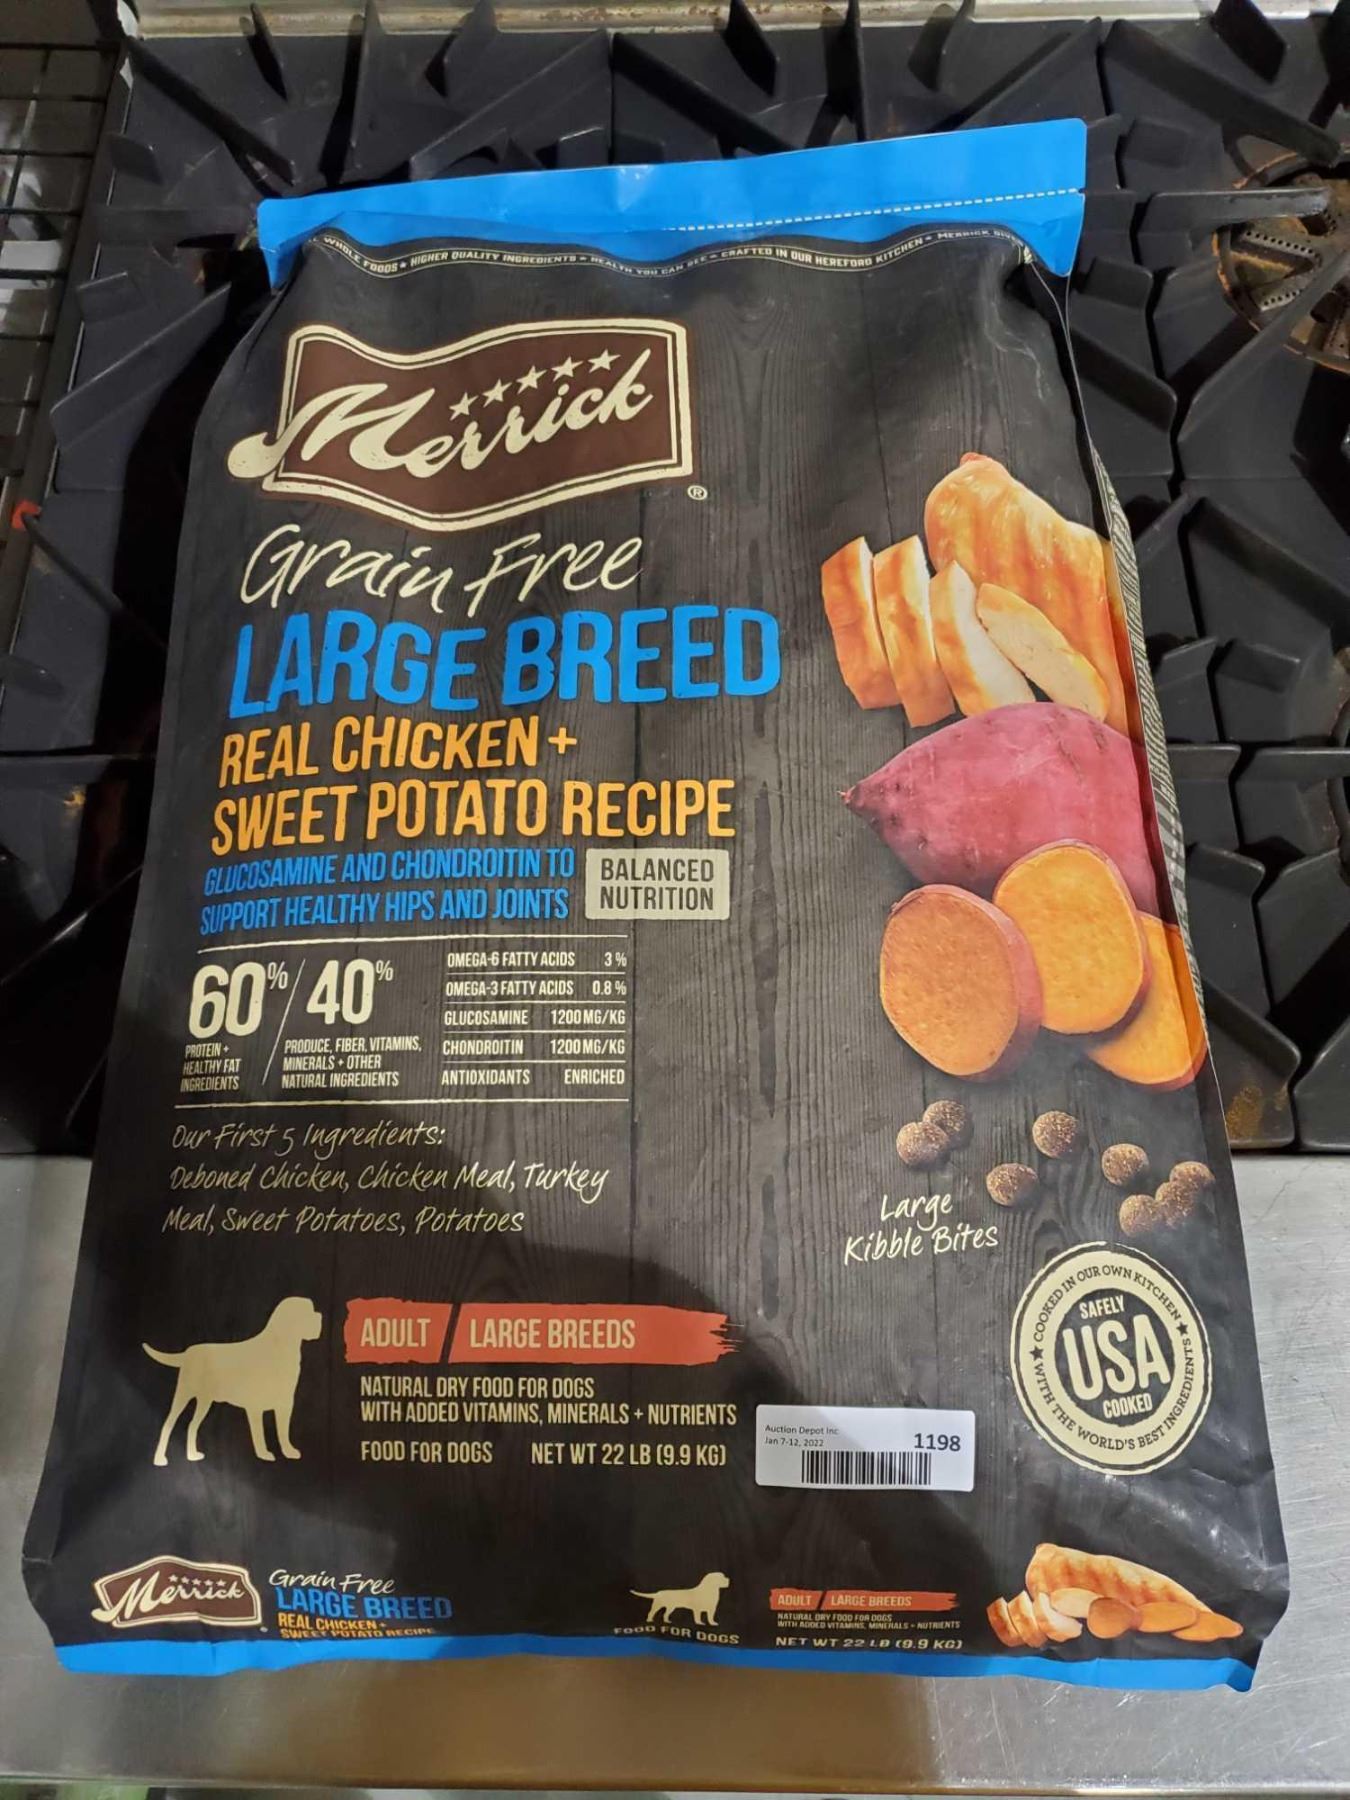 WHOLE FOODS ★ HIGHER QUALITY INGREDIENTS ★ HEALTH YOU CAN SEE ★ CRAFTED IN OUR HEREFORD KITCHEN ★ MERRICK
Merrick
®
Grain Free
LARGE BREED
REAL CHICKEN +
SWEET POTATO RECIPE
GLUCOSAMINE AND CHONDROITIN TO
SUPPORT HEALTHY HIPS AND JOINTS
BALANCED
NUTRITION
60%/40%
PROTEIN +
HEALTHY FAT
INGREDIENTS
PRODUCE, FIBER, VITAMINS,
MINERALS + OTHER
NATURAL INGREDIENTS
OMEGA-6 FATTY ACIDS 3 %
OMEGA-3 FATTY ACIDS 0.8 %
GLUCOSAMINE 1200 MG/KG
CHONDROITIN 1200 MG/KG
ANTIOXIDANTS ENRICHED
Our First 5 Ingredients:
Deboned Chicken, Chicken Meal, Turkey
Meal, Sweet Potatoes, Potatoes
Large
Kibble Bites
★ COOKED IN OUR OWN KITCHEN ★
WITH THE WORLD'S BEST INGREDIENTS
SAFELY
USA
COOKED
ADULT / LARGE BREEDS
NATURAL DRY FOOD FOR DOGS
WITH ADDED VITAMINS, MINERALS + NUTRIENTS
FOOD FOR DOGS NET WT 22 LB (9.9 KG)
Auction Depot Inc
Jan 7-12, 2022
1198
Merrick
Grain Free
LARGE BREED
REAL CHICKEN +
SWEET POTATO RECIPE
FOOD FOR DOGS
ADULT / LARGE BREEDS
NATURAL DRY FOOD FOR DOGS
WITH ADDED VITAMINS, MINERALS + NUTRIENTS
NET WT 22 LB (9.9 KG)